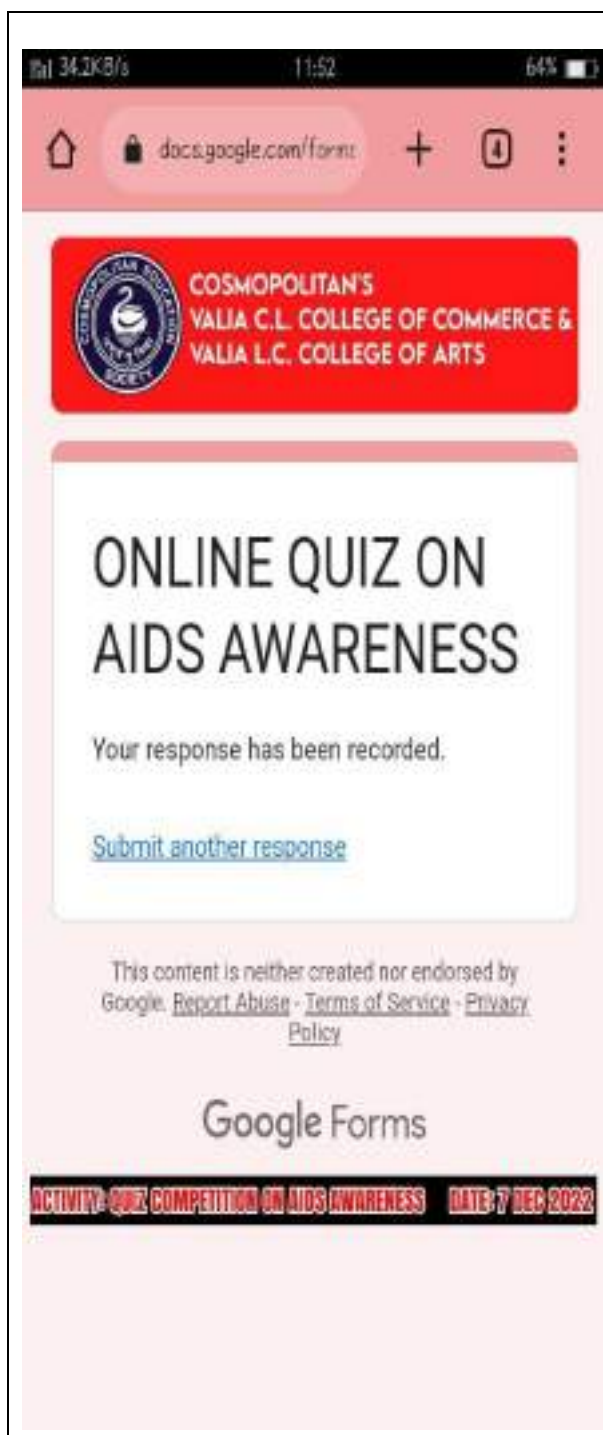 34.2KB/s 11:52 64%
docs.google.com/forms 4
COSMOPOLITAN EDUCATION SOCIETY
COSMOPOLITAN'S
VALIA C.L. COLLEGE OF COMMERCE &
VALIA L.C. COLLEGE OF ARTS
ONLINE QUIZ ON
AIDS AWARENESS
Your response has been recorded.
Submit another response
This content is neither created nor endorsed by
Google. Report Abuse - Terms of Service - Privacy
Policy
Google Forms
ACTIVITY: QUIZ COMPETITION ON AIDS AWARENESS DATE: 7 DEC 2022